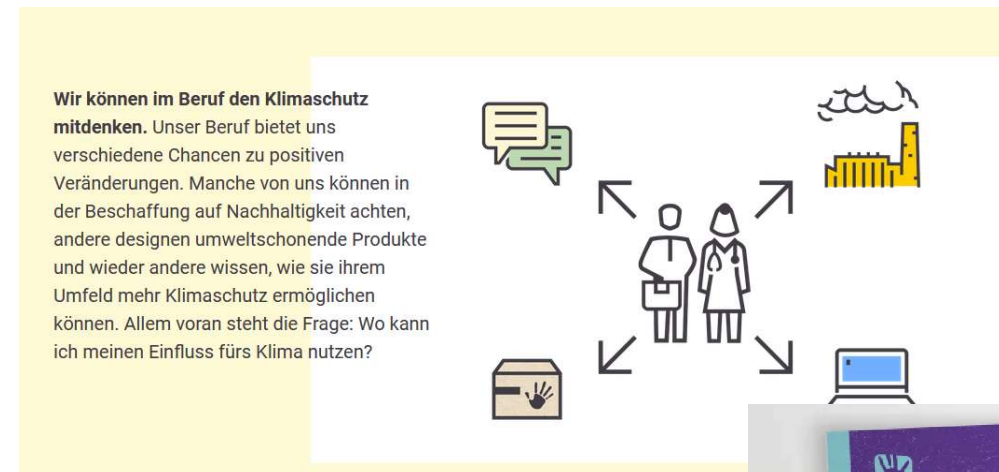 Wir können im Beruf den Klimaschutz
mitdenken. Unser Beruf bietet uns
verschiedene Chancen zu positiven
Veränderungen. Manche von uns können in
der Beschaffung auf Nachhaltigkeit achten,
andere designen umweltschonende Produkte
und wieder andere wissen, wie sie ihrem
Umfeld mehr Klimaschutz ermöglichen
können. Allem voran steht die Frage: Wo kann
ich meinen Einfluss fürs Klima nutzen?